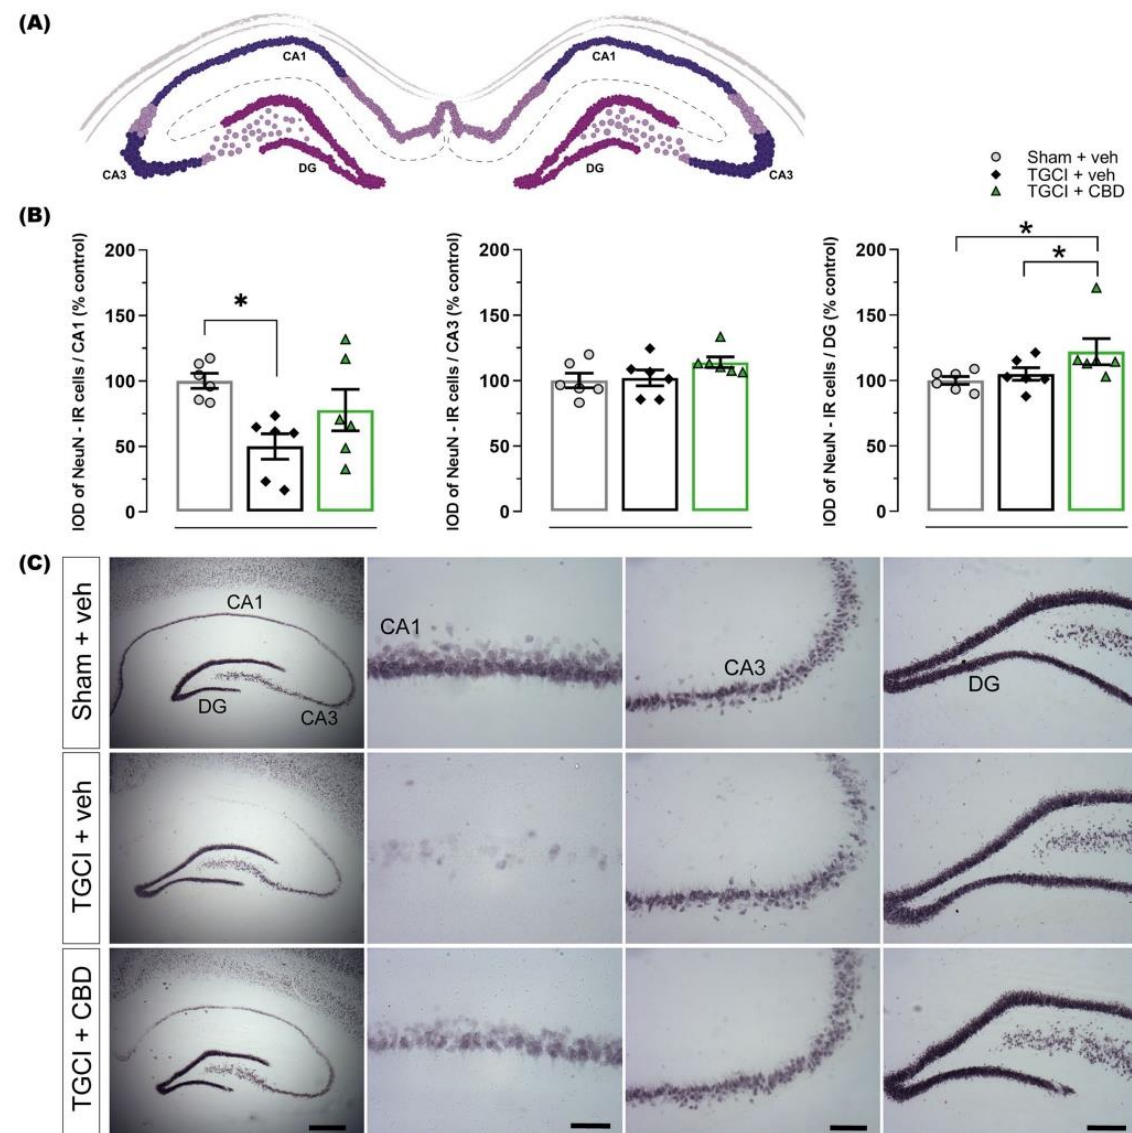 (A)
CA1
CA1
CA3
DG
DG
CA3
Sham + veh
TGCI + veh
TGCI + CBD
(B)
IOD of NeuN - IR cells / CA1 (% control)
200
150
100
50
0
*
IOD of NeuN - IR cells / CA3 (% control)
200
150
100
50
0
IOD of NeuN - IR cells / DG (% control)
200
150
100
50
0
*
*
(C)
Sham + veh
CA1
DG
CA3
CA1
CA3
DG
TGCI + veh
TGCI + CBD